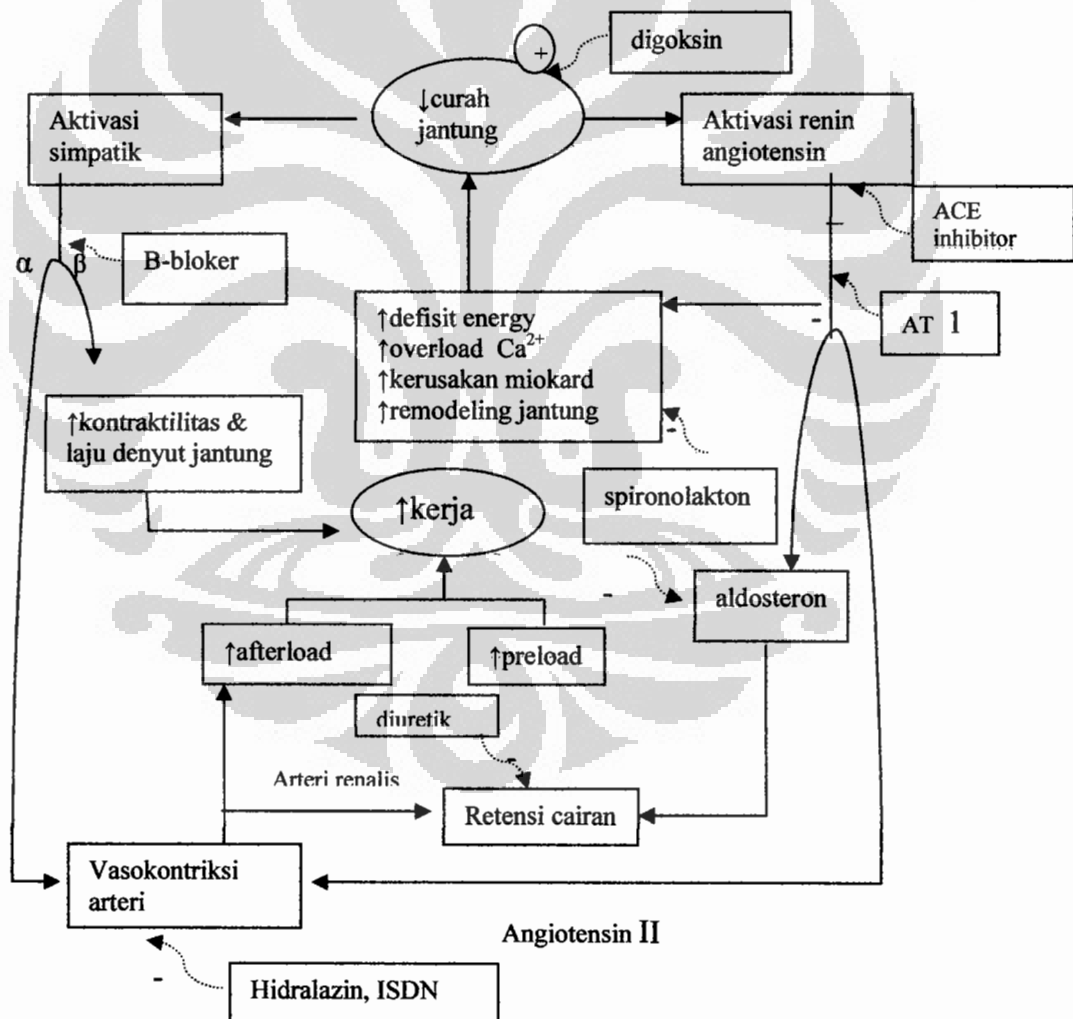 digoksin
+
↓curah
jantung
Aktivasi
simpatik
Aktivasi renin
angiotensin
ACE
inhibitor
α β
B-bloker
AT 1
-
↑defisit energy
↑overload Ca²⁺
↑kerusakan miokard
↑remodeling jantung
-
↑kontraktilitas &
laju denyut jantung
↑kerja
spironolakton
-
aldosteron
↑afterload
↑preload
diuretik
-
Arteri renalis
Retensi cairan
Vasokontriksi
arteri
Angiotensin II
-
Hidralazin, ISDN